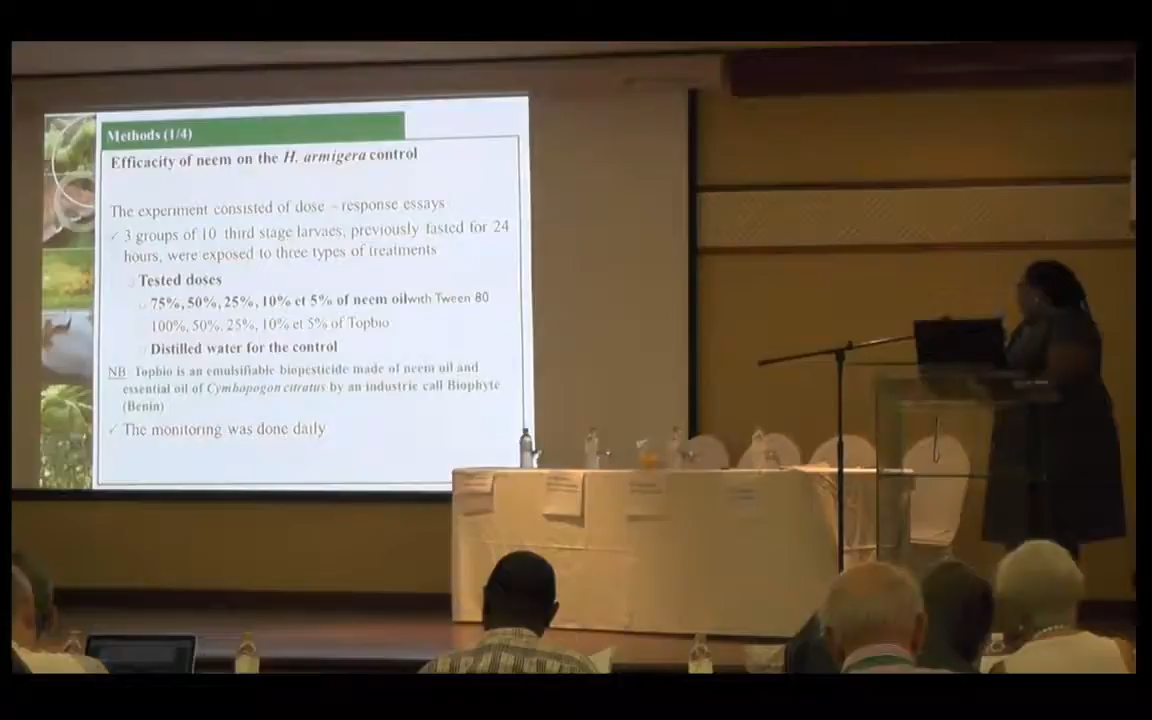 Methods (1/4)
Efficacity of neem on the H. armigera control
The experiment consisted of dose – response essays
✓ 3 groups of 10 third stage larvaes, previously fasted for 24
hours, were exposed to three types of treatments
Tested doses
75%, 50%, 25%, 10% et 5% of neem oilwith Tween 80
100%, 50%, 25%, 10% et 5% of Topbio
Distilled water for the control
NB Topbio is an emulsifiable biopesticide made of neem oil and
essential oil of Cymbopogon citratus by an industrie call Biophyte
(Benin)
✓ The monitoring was done daily